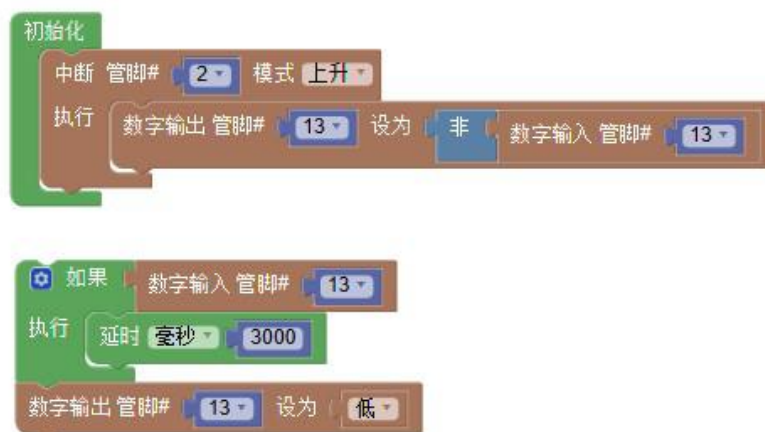 初始化
中断 管脚# 2 模式 上升
执行 数字输出 管脚# 13 设为 非 数字输入 管脚# 13
如果 数字输入 管脚# 13
执行 延时 毫秒 3000
数字输出 管脚# 13 设为 低